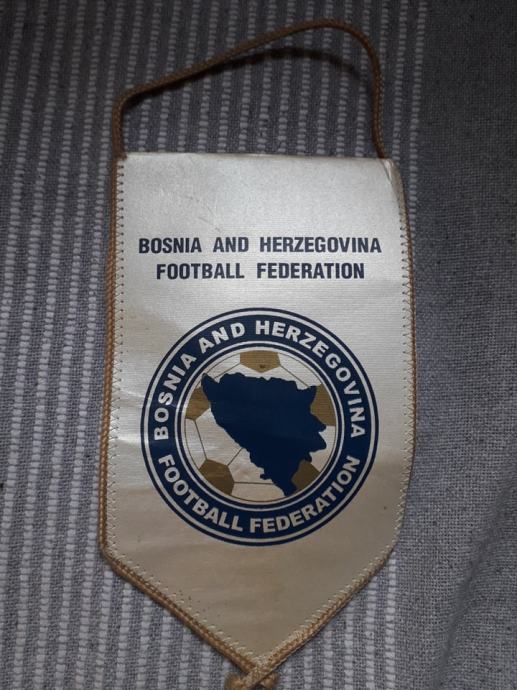 BOSNIA AND HERZEGOVINA
FOOTBALL FEDERATION
BOSNIA AND HERZEGOVINA
FOOTBALL FEDERATION